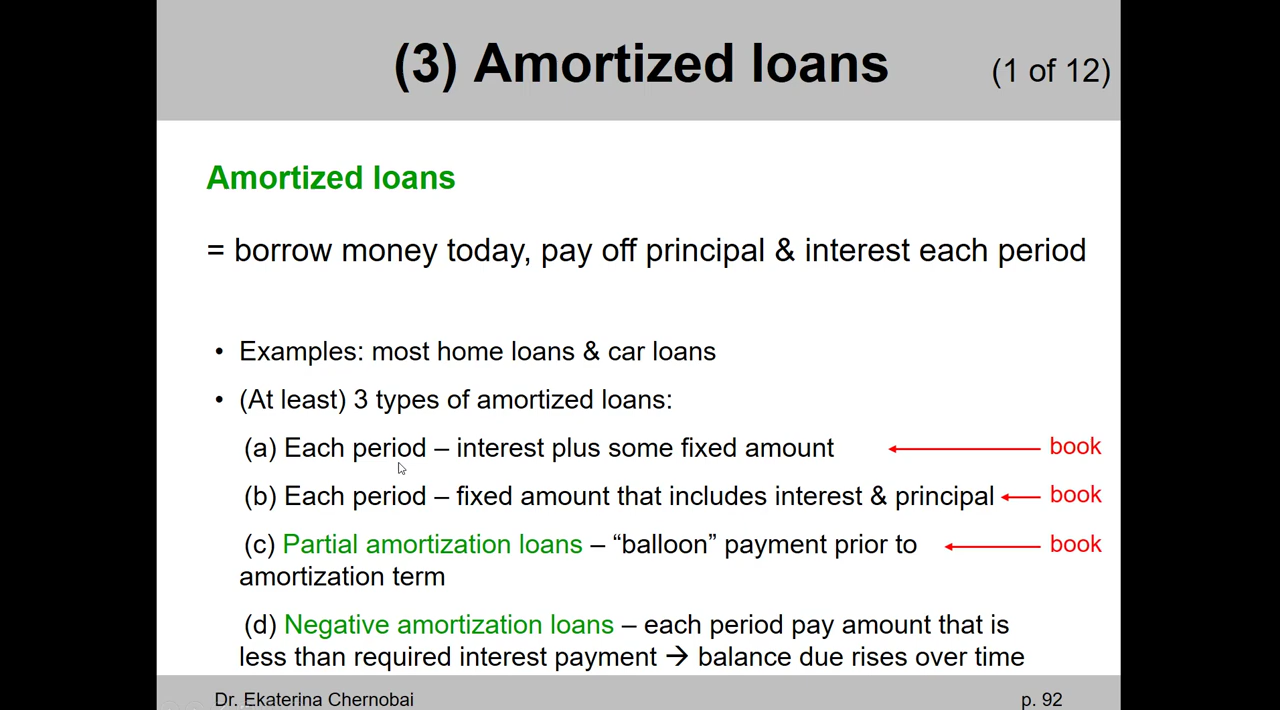 (3) Amortized loans (1 of 12)
Amortized loans
= borrow money today, pay off principal & interest each period
• Examples: most home loans & car loans
• (At least) 3 types of amortized loans:
(a) Each period – interest plus some fixed amount ← book
(b) Each period – fixed amount that includes interest & principal ← book
(c) Partial amortization loans – “balloon” payment prior to ← book
amortization term
(d) Negative amortization loans – each period pay amount that is
less than required interest payment → balance due rises over time
Dr. Ekaterina Chernobai p. 92